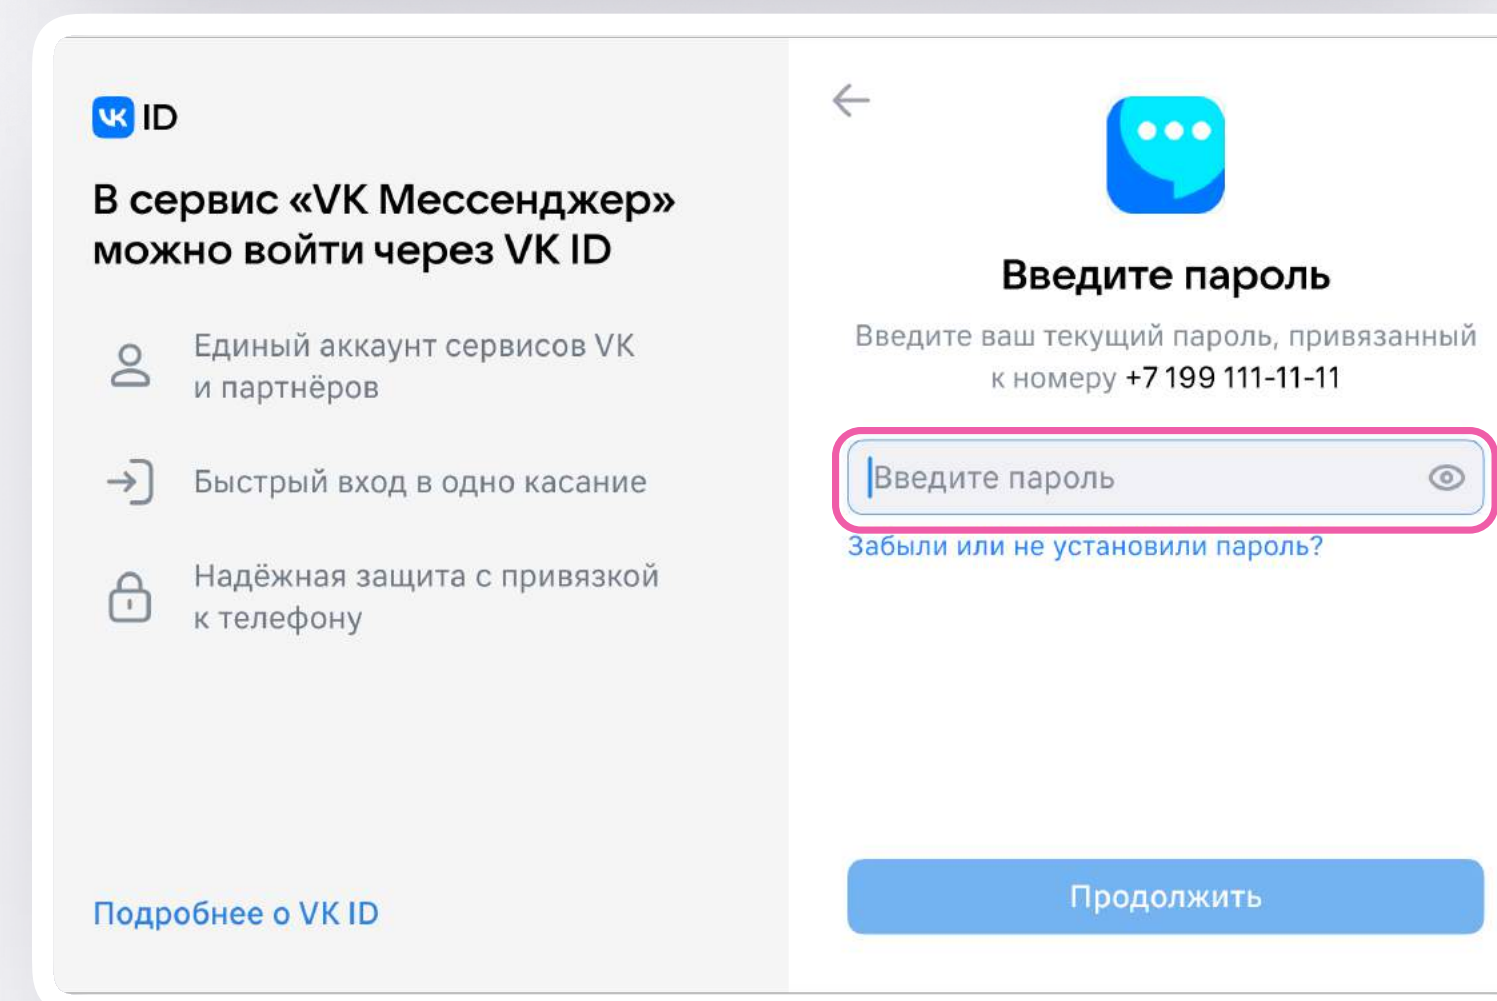 VK ID
В сервис «VK Мессенджер»
можно войти через VK ID
Единый аккаунт сервисов VK
и партнёров
Быстрый вход в одно касание
Надёжная защита с привязкой
к телефону
Подробнее о VK ID
Введите пароль
Введите ваш текущий пароль, привязанный
к номеру +7 199 111-11-11
Введите пароль
Забыли или не установили пароль?
Продолжить